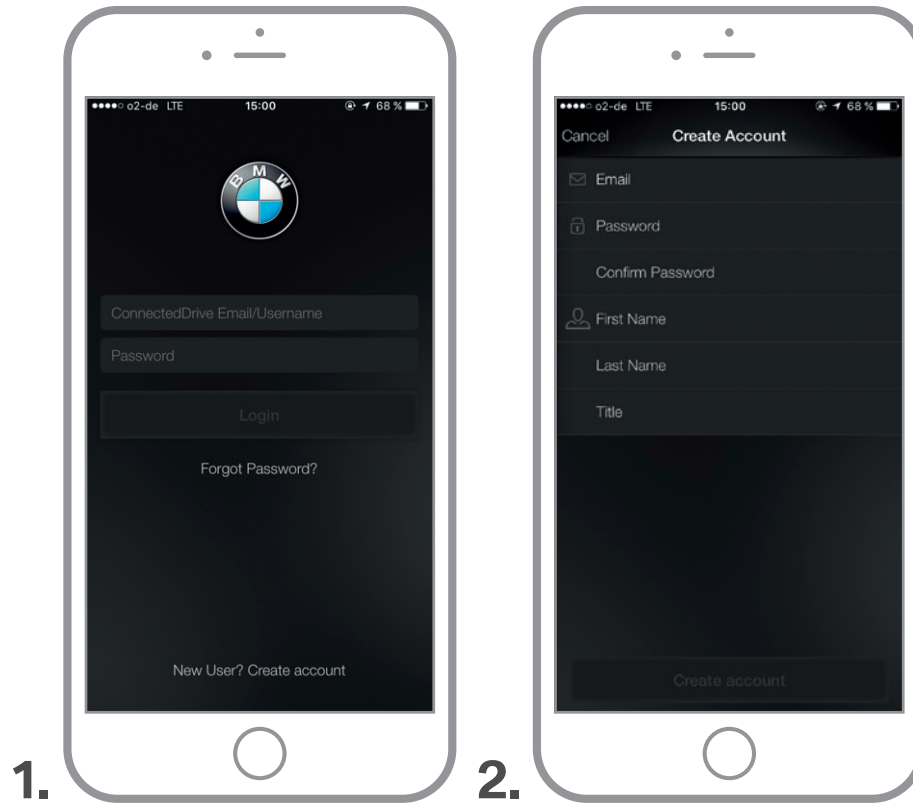 o2-de LTE 15:00 68 %
BMW
ConnectedDrive Email/Username
Password
Login
Forgot Password?
New User? Create account
1.
o2-de LTE 15:00 68 %
Cancel Create Account
Email
Password
Confirm Password
First Name
Last Name
Title
Create account
2.